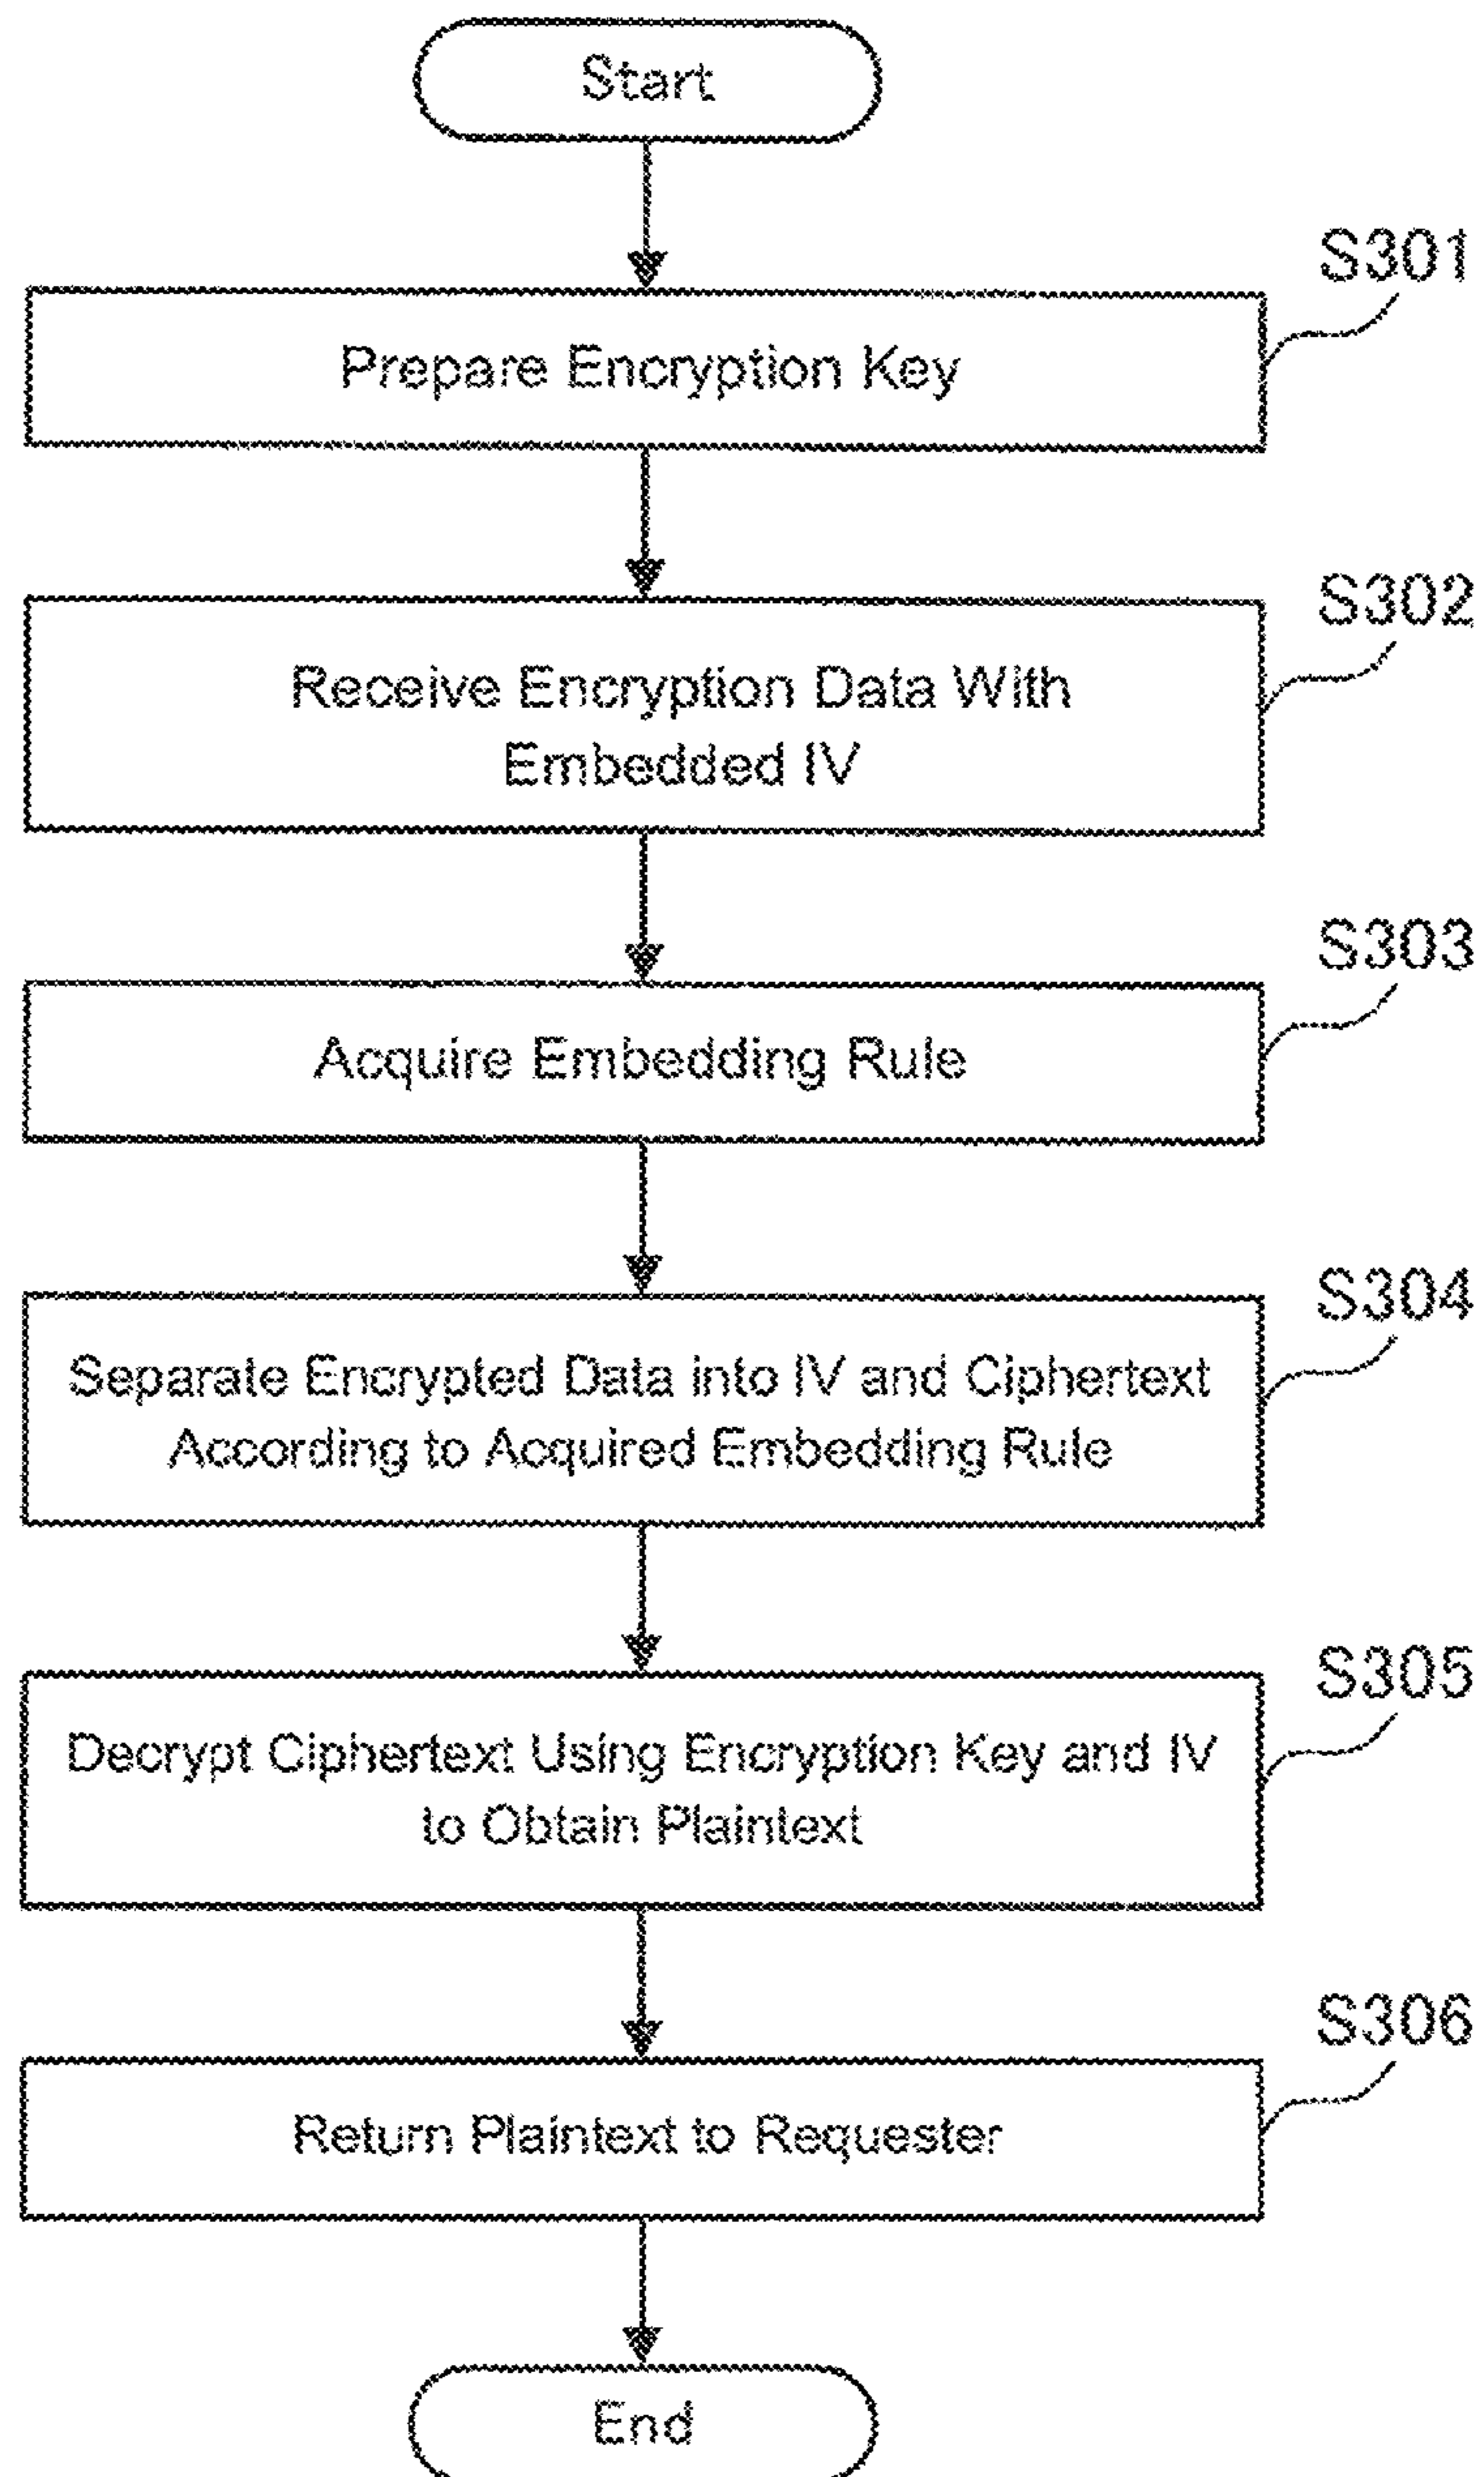 Start
S301
Prepare Encryption Key
S302
Receive Encryption Data With
Embedded IV
S303
Acquire Embedding Rule
S304
Separate Encrypted Data into IV and Ciphertext
According to Acquired Embedding Rule
S305
Decrypt Ciphertext Using Encryption Key and IV
to Obtain Plaintext
S306
Return Plaintext to Requester
End